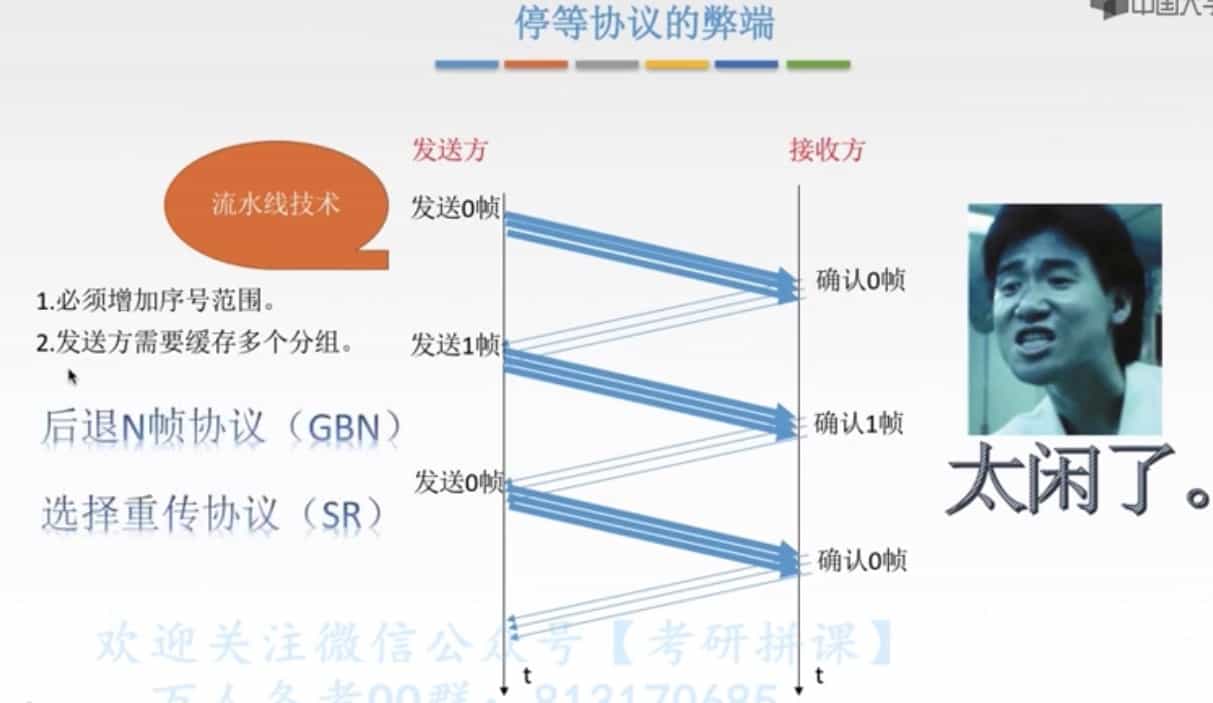 中国大学
停等协议的弊端
发送方
接收方
流水线技术
发送0帧
确认0帧
1.必须增加序号范围。
2.发送方需要缓存多个分组。
发送1帧
确认1帧
后退N帧协议（GBN）
太闲了。
发送0帧
选择重传协议（SR）
确认0帧
欢迎关注微信公众号【考研拼课】
t
t
万人备考QQ群：813170685